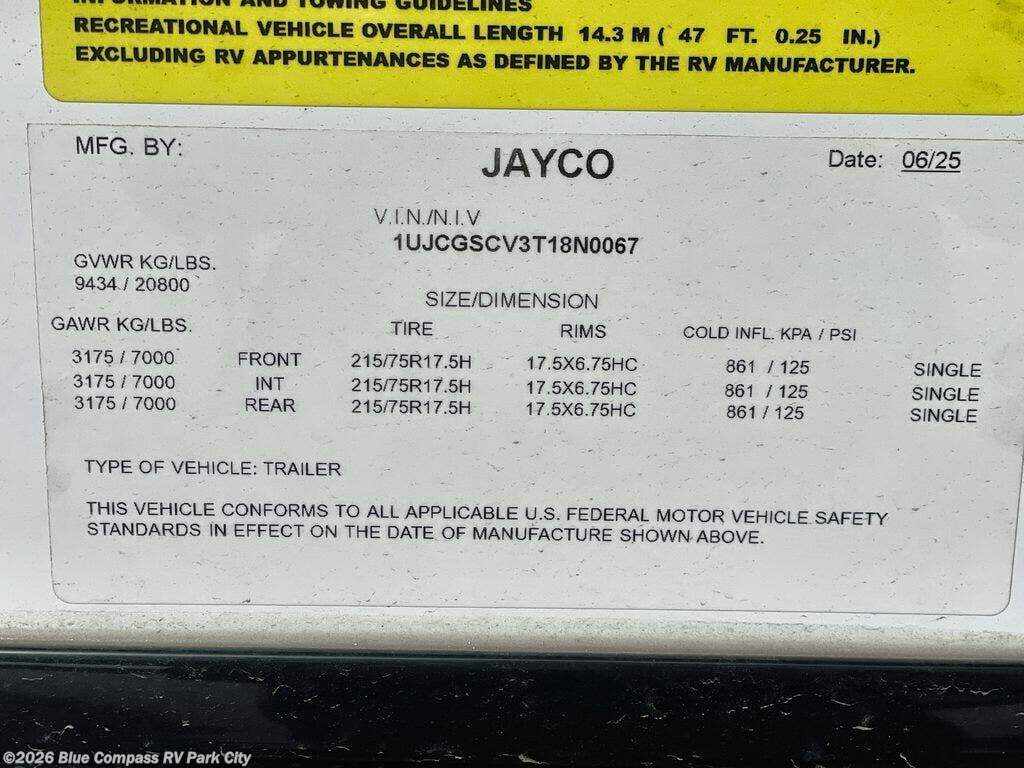 INFORMATION AND TOWING GUIDELINES
RECREATIONAL VEHICLE OVERALL LENGTH 14.3 M ( 47 FT. 0.25 IN.)
EXCLUDING RV APPURTENANCES AS DEFINED BY THE RV MANUFACTURER.
MFG. BY: JAYCO Date: 06/25
V.I.N./N.I.V
1UJCGSCV3T18N0067
GVWR KG/LBS.
9434 / 20800
SIZE/DIMENSION
GAWR KG/LBS. TIRE RIMS COLD INFL. KPA / PSI
3175 / 7000 FRONT 215/75R17.5H 17.5X6.75HC 861 / 125 SINGLE
3175 / 7000 INT 215/75R17.5H 17.5X6.75HC 861 / 125 SINGLE
3175 / 7000 REAR 215/75R17.5H 17.5X6.75HC 861 / 125 SINGLE
TYPE OF VEHICLE: TRAILER
THIS VEHICLE CONFORMS TO ALL APPLICABLE U.S. FEDERAL MOTOR VEHICLE SAFETY
STANDARDS IN EFFECT ON THE DATE OF MANUFACTURE SHOWN ABOVE.
©2026 Blue Compass RV Park City